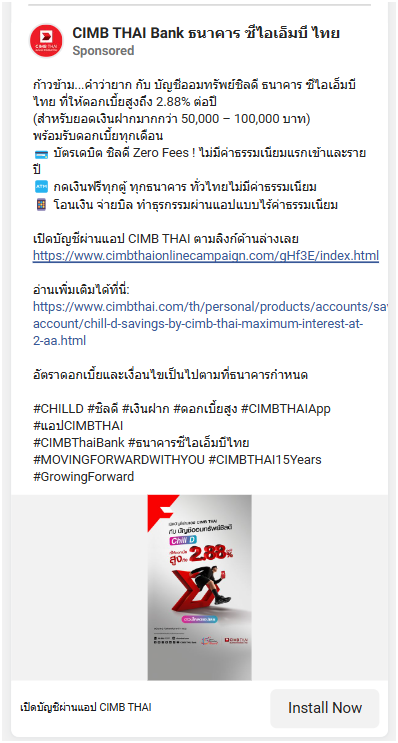 CIMB THAI Bank ธนาคาร ซีไอเอ็มบี ไทย
Sponsored
CIMB THAI
ก้าวข้าม...คำว่ายาก กับ บัญชีออมทรัพย์ชิลดี ธนาคาร ซีไอเอ็มบี
ไทย ที่ให้ดอกเบี้ยสูงถึง 2.88% ต่อปี
(สำหรับยอดเงินฝากมากกว่า 50,000 – 100,000 บาท)
พร้อมรับดอกเบี้ยทุกเดือน
บัตรเดบิต ชิลดี Zero Fees ! ไม่มีค่าธรรมเนียมแรกเข้าและราย
ปี
ATM กดเงินฟรีทุกตู้ ทุกธนาคาร ทั่วไทยไม่มีค่าธรรมเนียม
โอนเงิน จ่ายบิล ทำธุรกรรมผ่านแอปแบบไร้ค่าธรรมเนียม
เปิดบัญชีผ่านแอป CIMB THAI ตามลิงก์ด้านล่างเลย
https://www.cimbthaionlinecampaign.com/gHf3E/index.html
อ่านเพิ่มเติมได้ที่นี่:
https://www.cimbthai.com/th/personal/products/accounts/sav
account/chill-d-savings-by-cimb-thai-maximum-interest-at-
2-aa.html
อัตราดอกเบี้ยและเงื่อนไขเป็นไปตามที่ธนาคารกำหนด
#CHILLD #ชิลดี #เงินฝาก #ดอกเบี้ยสูง #CIMBTHAIApp
#แอปCIMBTHAI
#CIMBThaiBank #ธนาคารซีไอเอ็มบีไทย
#MOVINGFORWARDWITHYOU #CIMBTHAI15Years
#GrowingForward
กับ บัญชีออมทรัพย์ชิลดี
Chill D
สูงถึง 2.88%
CIMB THAI
เปิดบัญชีผ่านแอป CIMB THAI
Install Now